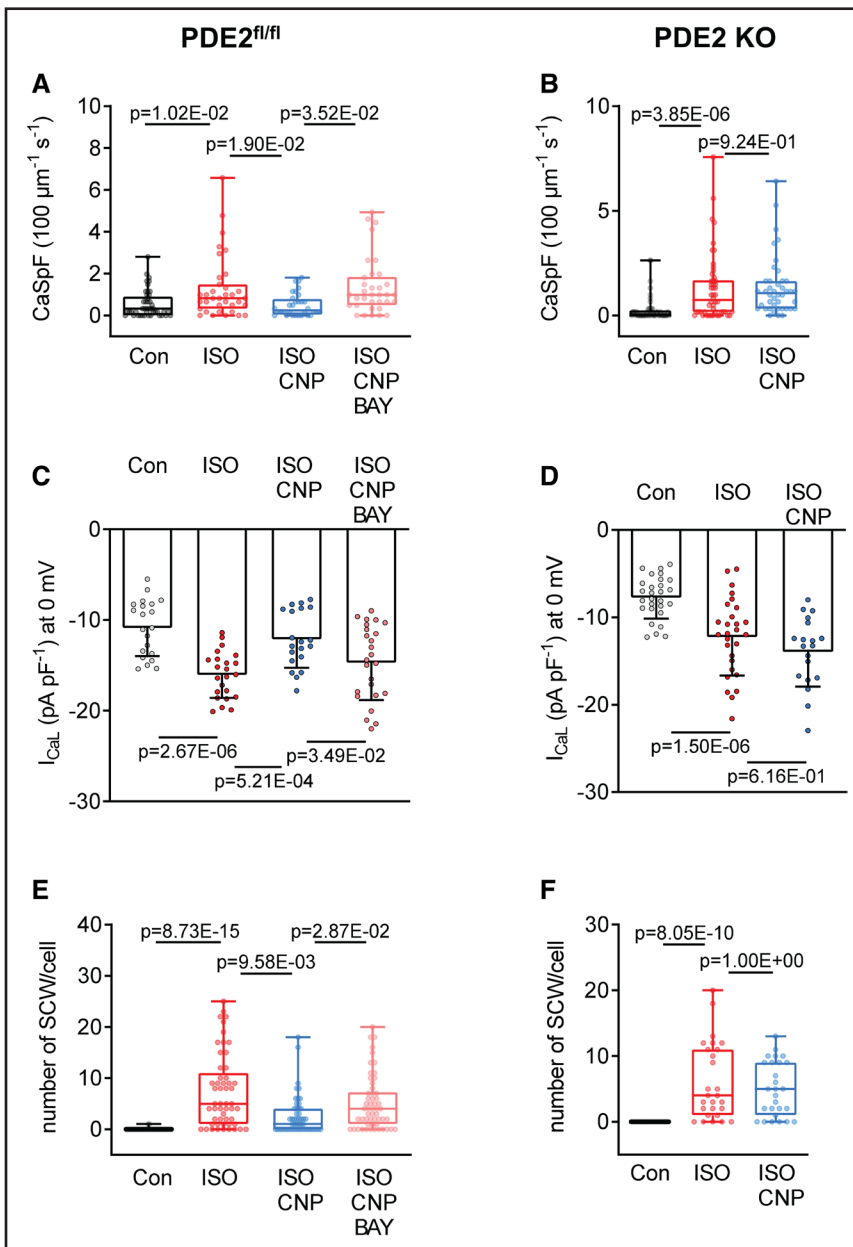 PDE2fl/fl
PDE2 KO
A
CaSpF (100 µm⁻¹ s⁻¹)
10
8
6
4
2
0
p=1.02E-02
p=3.52E-02
p=1.90E-02
Con
ISO
ISO
CNP
ISO
CNP
BAY
B
CaSpF (100 µm⁻¹ s⁻¹)
10
5
0
p=3.85E-06
p=9.24E-01
Con
ISO
ISO
CNP
C
Con
ISO
ISO
CNP
ISO
CNP
BAY
ICaL (pA pF⁻¹) at 0 mV
0
-10
-20
-30
p=2.67E-06
p=3.49E-02
p=5.21E-04
D
Con
ISO
ISO
CNP
ICaL (pA pF⁻¹) at 0 mV
0
-10
-20
-30
p=1.50E-06
p=6.16E-01
E
number of SCW/cell
40
30
20
10
0
p=8.73E-15
p=2.87E-02
p=9.58E-03
Con
ISO
ISO
CNP
ISO
CNP
BAY
F
number of SCW/cell
30
20
10
0
p=8.05E-10
p=1.00E+00
Con
ISO
ISO
CNP